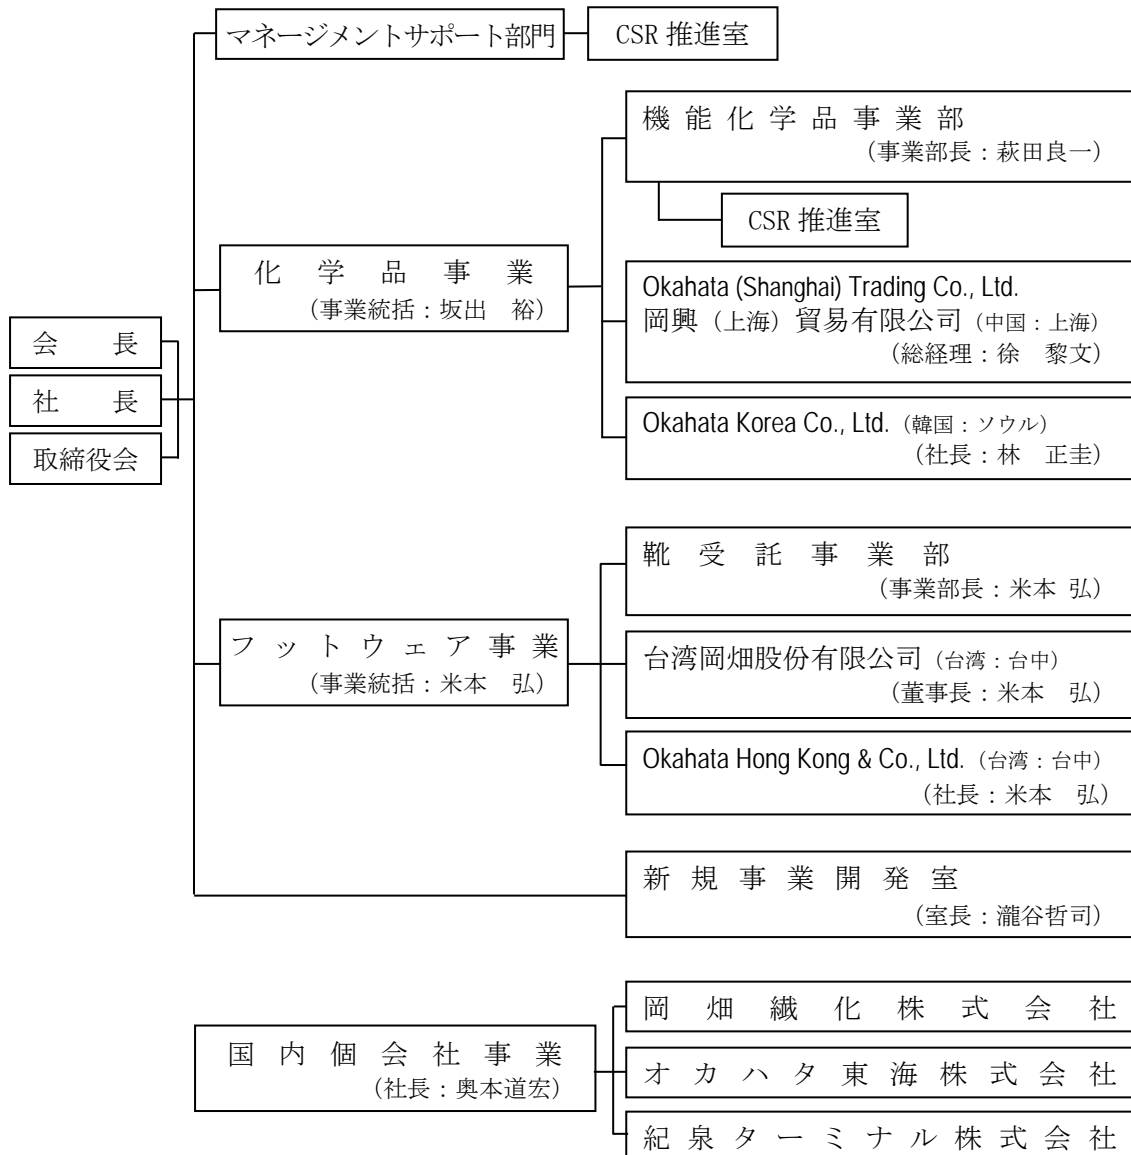 マネージメントサポート部門
CSR 推進室
機能化学品事業部
（事業部長：萩田良一）
CSR 推進室
化学品事業
（事業統括：坂出　裕）
Okahata (Shanghai) Trading Co., Ltd.
岡興（上海）貿易有限公司（中国：上海）
（総経理：徐　黎文）
Okahata Korea Co., Ltd.（韓国：ソウル）
（社長：林　正圭）
会　長
社　長
取締役会
靴受託事業部
（事業部長：米本 弘）
フットウェア事業
（事業統括：米本　弘）
台湾岡畑股份有限公司（台湾：台中）
（董事長：米本　弘）
Okahata Hong Kong & Co., Ltd.（台湾：台中）
（社長：米本　弘）
新規事業開発室
（室長：瀧谷哲司）
国内個会社事業
（社長：奥本道宏）
岡畑繊化株式会社
オカハタ東海株式会社
紀泉ターミナル株式会社